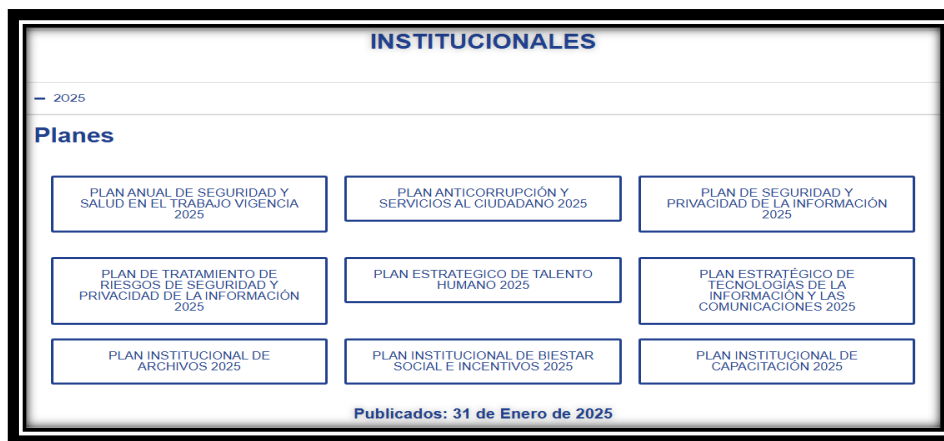 INSTITUCIONALES
– 2025
Planes
PLAN ANUAL DE SEGURIDAD Y
SALUD EN EL TRABAJO VIGENCIA
2025
PLAN ANTICORRUPCIÓN Y
SERVICIOS AL CIUDADANO 2025
PLAN DE SEGURIDAD Y
PRIVACIDAD DE LA INFORMACIÓN
2025
PLAN DE TRATAMIENTO DE
RIESGOS DE SEGURIDAD Y
PRIVACIDAD DE LA INFORMACIÓN
2025
PLAN ESTRATEGICO DE TALENTO
HUMANO 2025
PLAN ESTRATÉGICO DE
TECNOLOGÍAS DE LA
INFORMACIÓN Y LAS
COMUNICACIONES 2025
PLAN INSTITUCIONAL DE
ARCHIVOS 2025
PLAN INSTITUCIONAL DE BIESTAR
SOCIAL E INCENTIVOS 2025
PLAN INSTITUCIONAL DE
CAPACITACIÓN 2025
Publicados: 31 de Enero de 2025